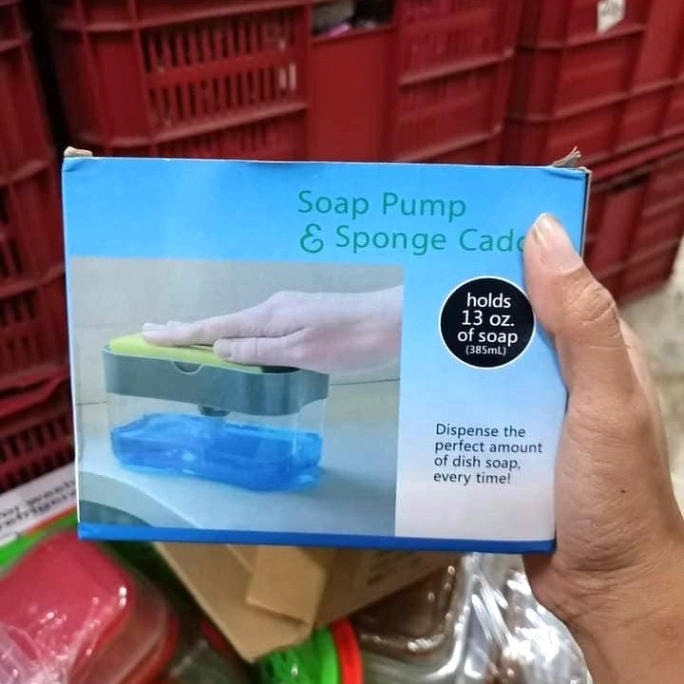 Soap Pump
& Sponge Cadd
holds
13 oz.
of soap
(385mL)
Dispense the
perfect amount
of dish soap,
every time!